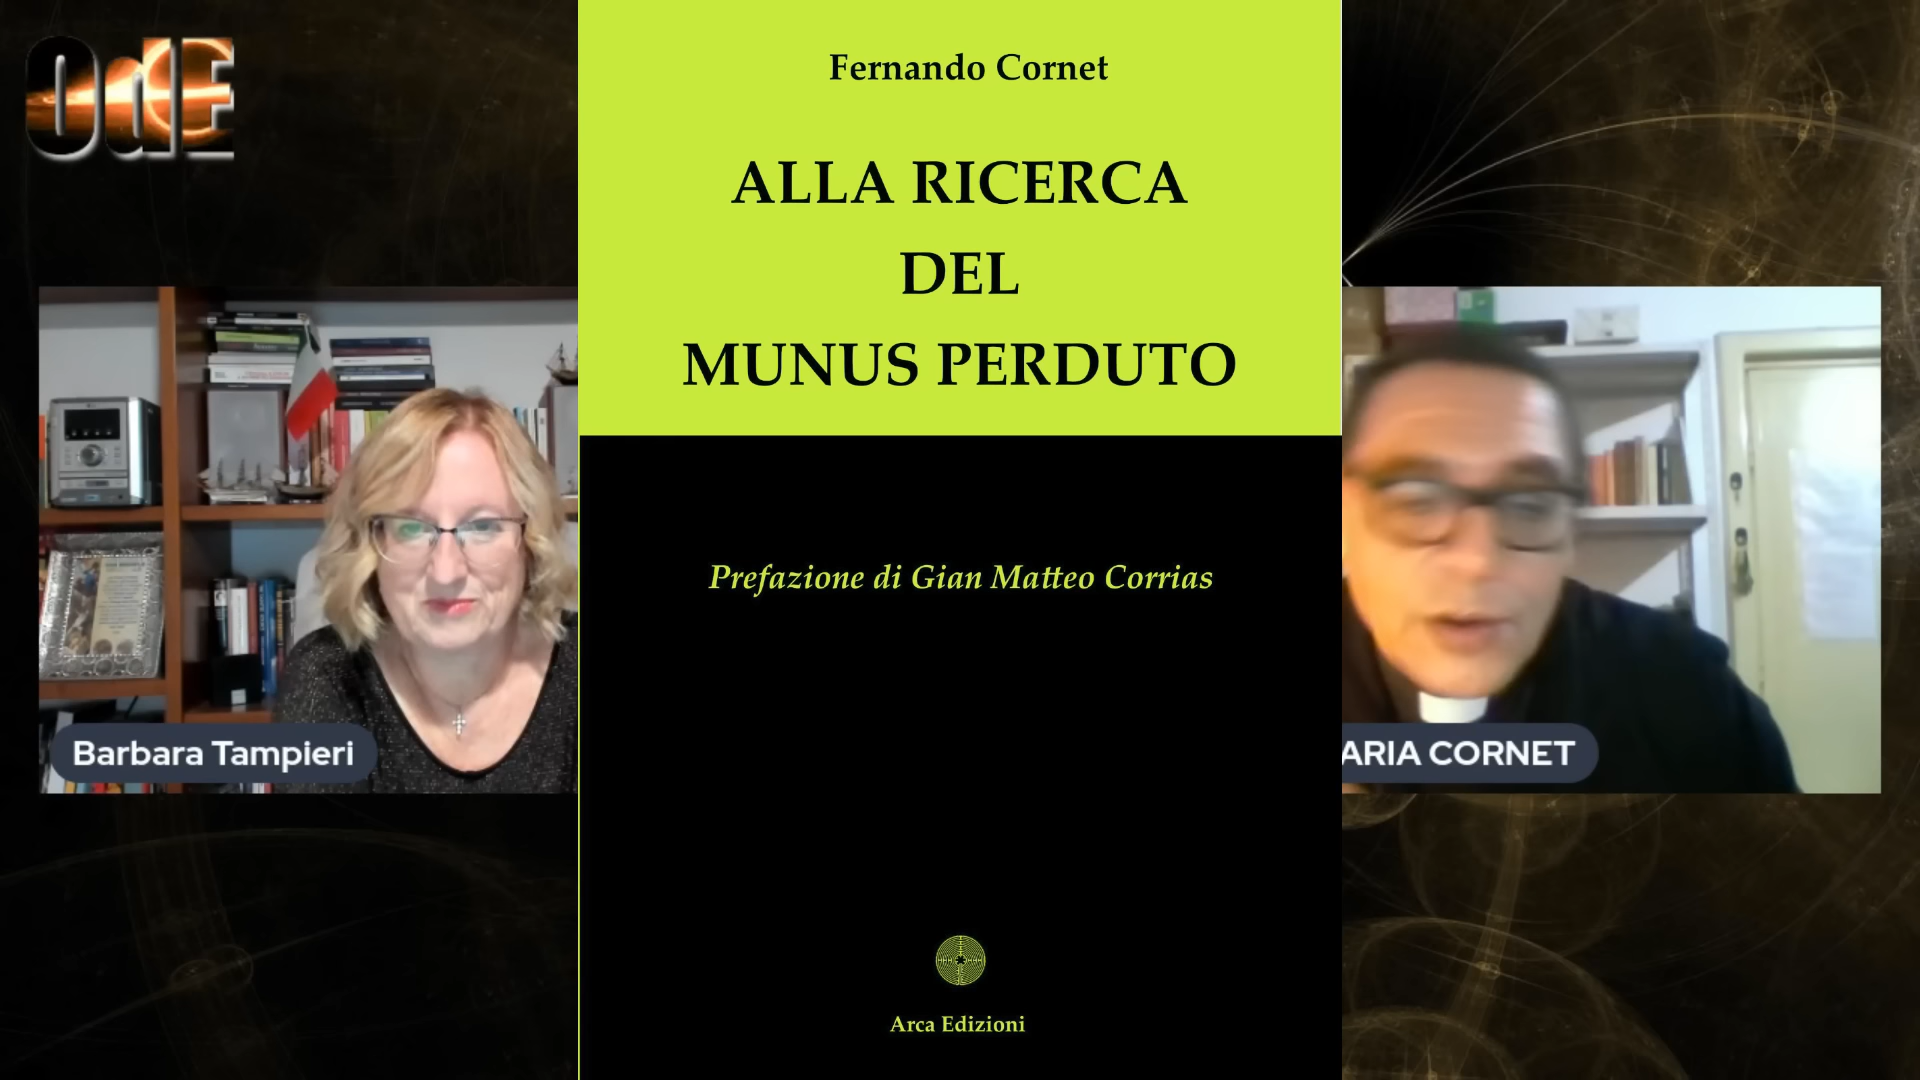 OdE
Fernando Cornet
ALLA RICERCA
DEL
MUNUS PERDUTO
Prefazione di Gian Matteo Corrias
Arca Edizioni
Barbara Tampieri
ARIA CORNET